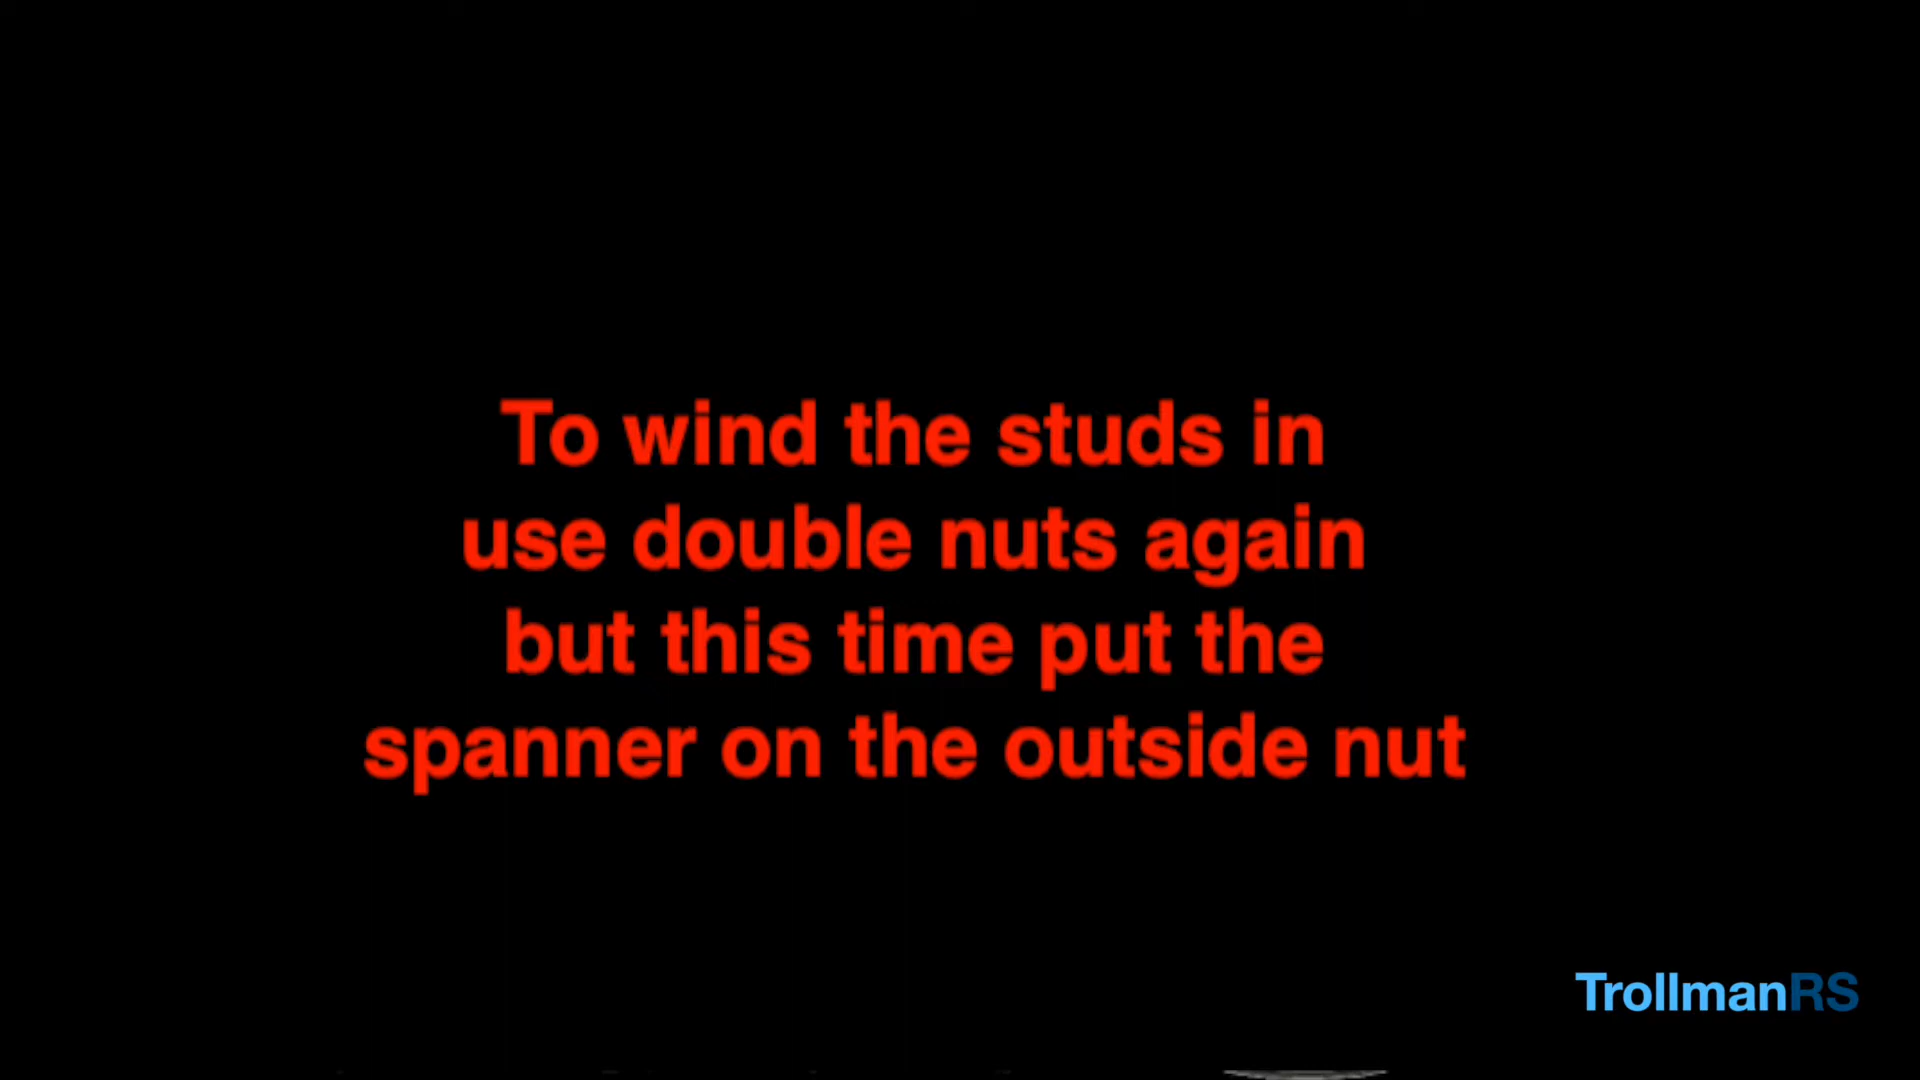 To wind the studs in
use double nuts again
but this time put the
spanner on the outside nut
TrollmanRS